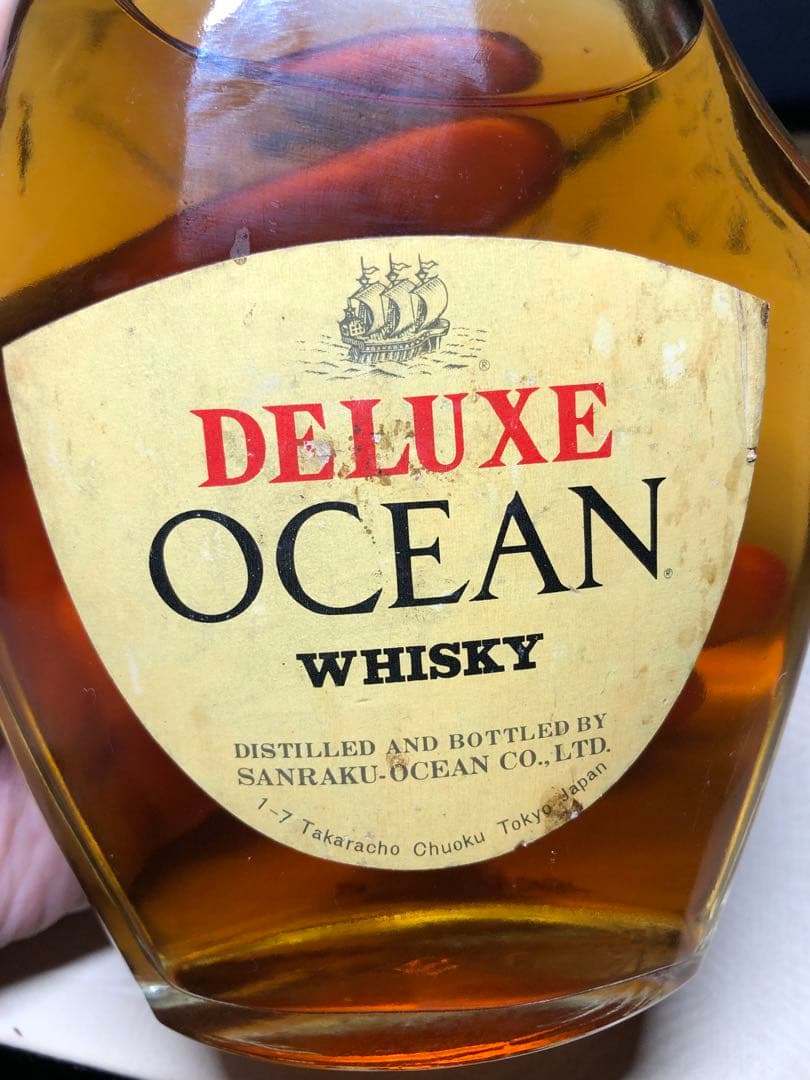 ®
DELUXE
OCEAN®
WHISKY
DISTILLED AND BOTTLED BY
SANRAKU-OCEAN CO., LTD.
1-7 Takaracho Chuoku Tokyo Japan